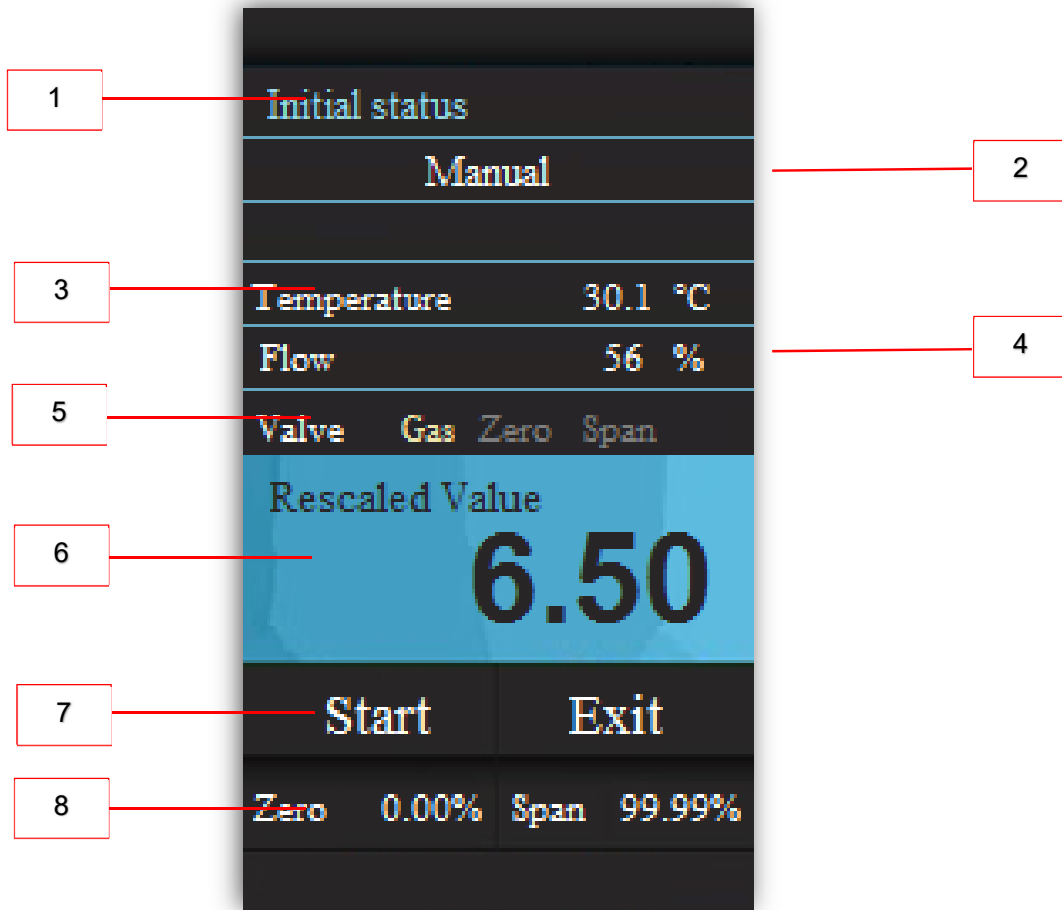 1
Initial status
Manual
2
3
Temperature 30.1 °C
Flow 56 %
4
5
Valve Gas Zero Span
Rescaled Value
6
6.50
7
Start Exit
8
Zero 0.00% Span 99.99%